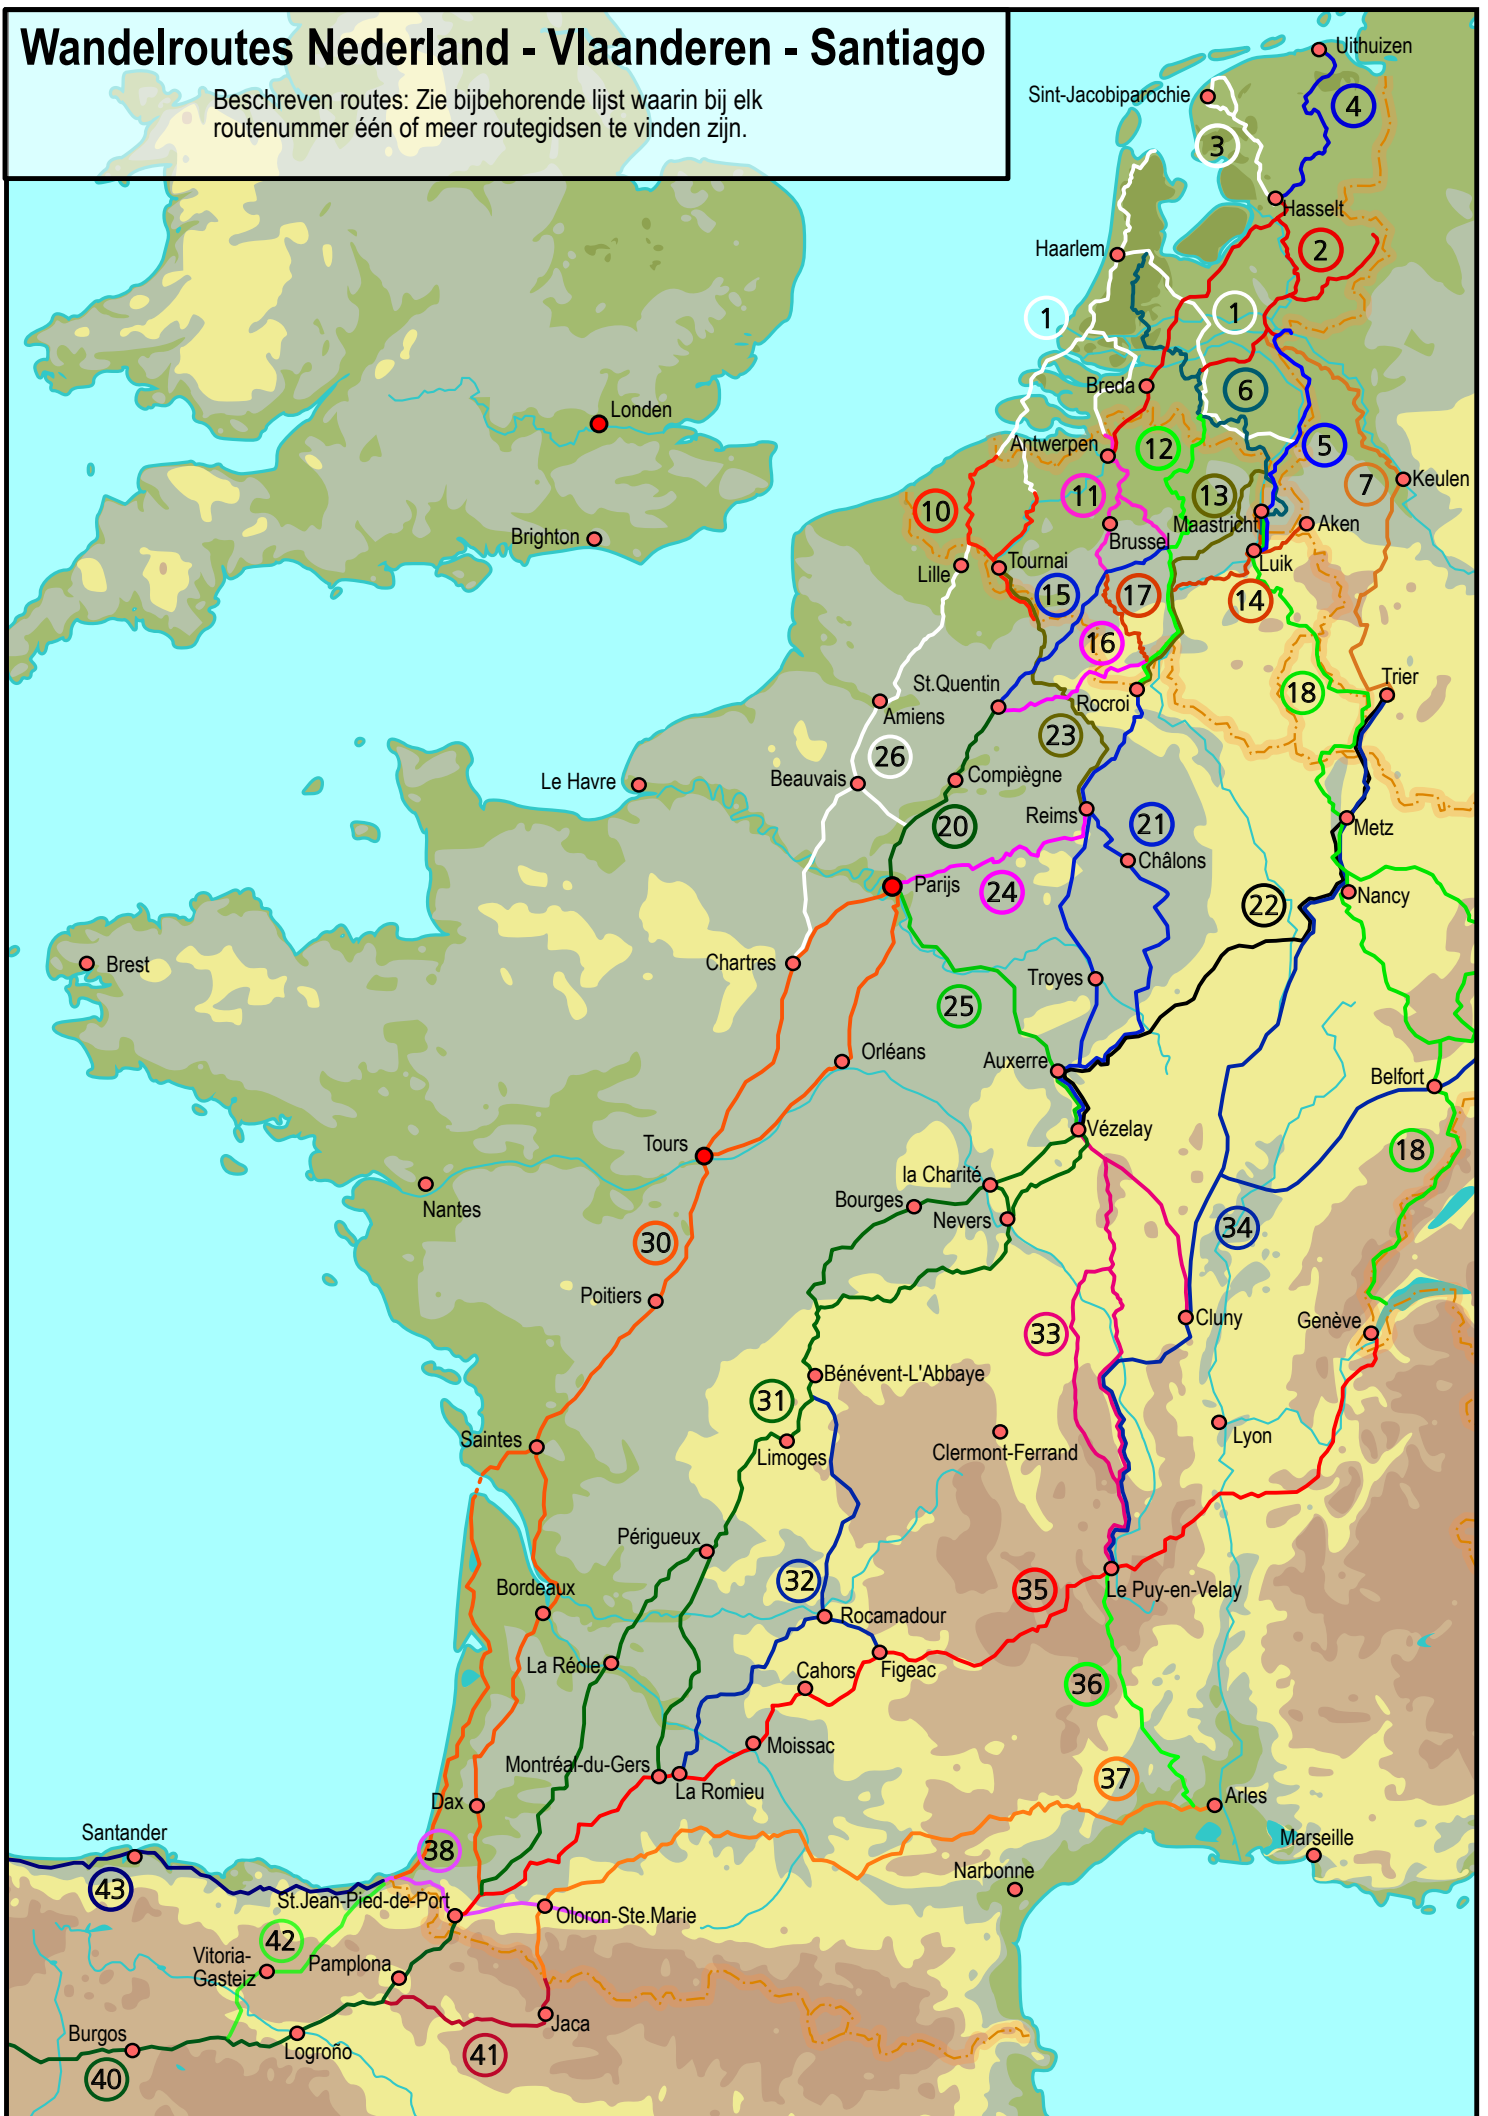 Wandelroutes Nederland - Vlaanderen - Santiago
Beschreven routes: Zie bijbehorende lijst waarin bij elk
routenummer één of meer routegidsen te vinden zijn.
Uithuizen
Sint-Jacobiparochie
4
3
Hasselt
Haarlem
2
1
1
Breda
6
Londen
Antwerpen
12
5
Keulen
7
11
13
10
Maastricht
Aken
Brussel
Brighton
Luik
Lille
Tournai
15
17
14
16
Trier
St.Quentin
18
Rocroi
Amiens
23
26
Le Havre
Beauvais
Compiègne
Reims
20
21
Metz
Châlons
Parijs
24
Nancy
22
Brest
Chartres
Troyes
25
Orléans
Auxerre
Belfort
Vézelay
Tours
18
la Charité
Nantes
Bourges
Nevers
34
30
Poitiers
Cluny
Genève
33
Bénévent-L'Abbaye
31
Saintes
Limoges
Clermont-Ferrand
Lyon
Périgueux
32
35
Le Puy-en-Velay
Bordeaux
Rocamadour
La Réole
Figeac
Cahors
36
Moissac
Montréal-du-Gers
La Romieu
37
Dax
Arles
Santander
38
Marseille
43
Narbonne
St.Jean-Pied-de-Port
Oloron-Ste.Marie
42
Vitoria-
Gasteiz
Pamplona
Jaca
Burgos
Logroño
41
40